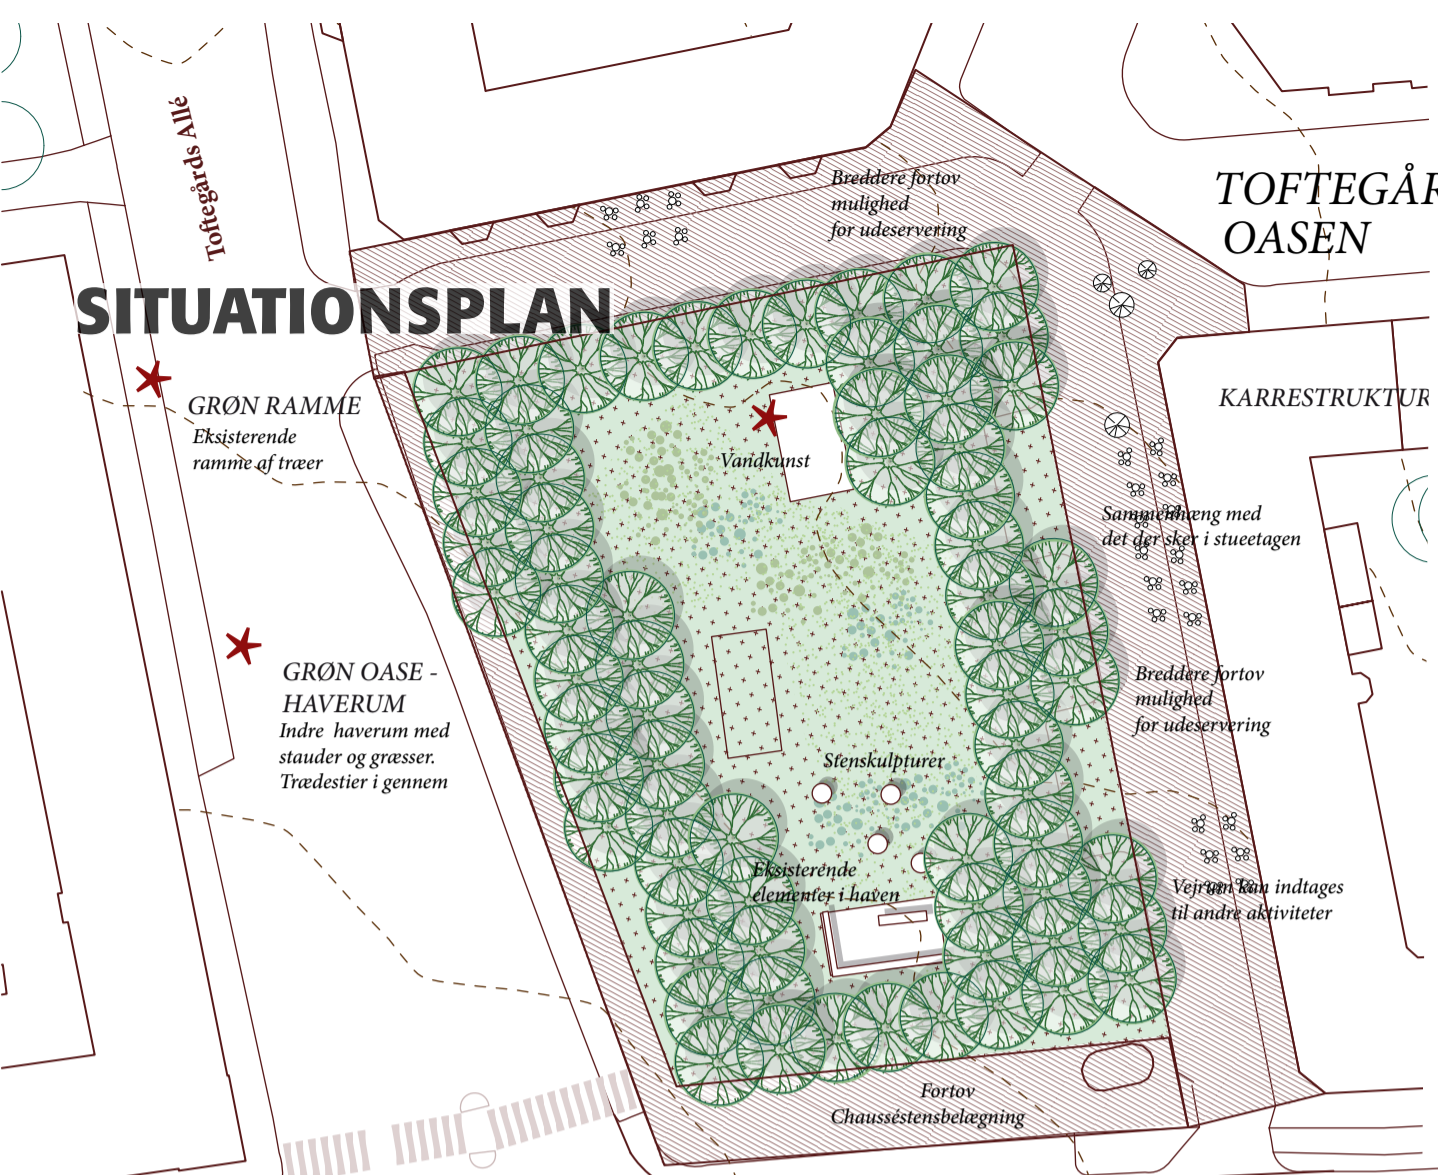 Toftegårds Allé
Breddere fortov
mulighed
for udeservering
TOFTEGÅR
OASEN
SITUATIONSPLAN
GRØN RAMME
Eksisterende
ramme af træer
KARRESTRUKTUR
Vandkunst
Sammenhæng med
det der sker i stueetagen
GRØN OASE -
HAVERUM
Indre haverum med
stauder og græsser.
Trædestier i gennem
Breddere fortov
mulighed
for udeservering
Stenskulpturer
Eksisterende
elementer i haven
Vejrum kan indtages
til andre aktiviteter
Fortov
Chausséstensbelægning